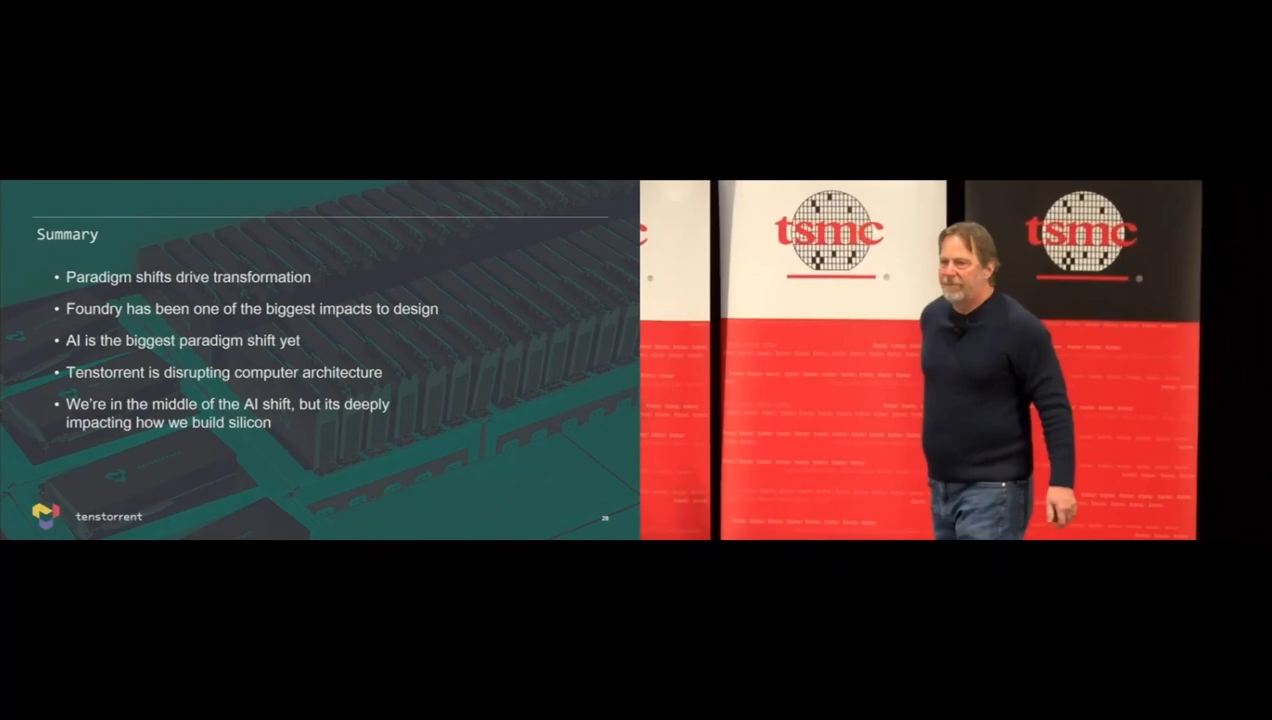 Summary
• Paradigm shifts drive transformation
• Foundry has been one of the biggest impacts to design
• AI is the biggest paradigm shift yet
• Tenstorrent is disrupting computer architecture
• We're in the middle of the AI shift, but its deeply
impacting how we build silicon
tenstorrent
28
tsmc
®
tsmc
®